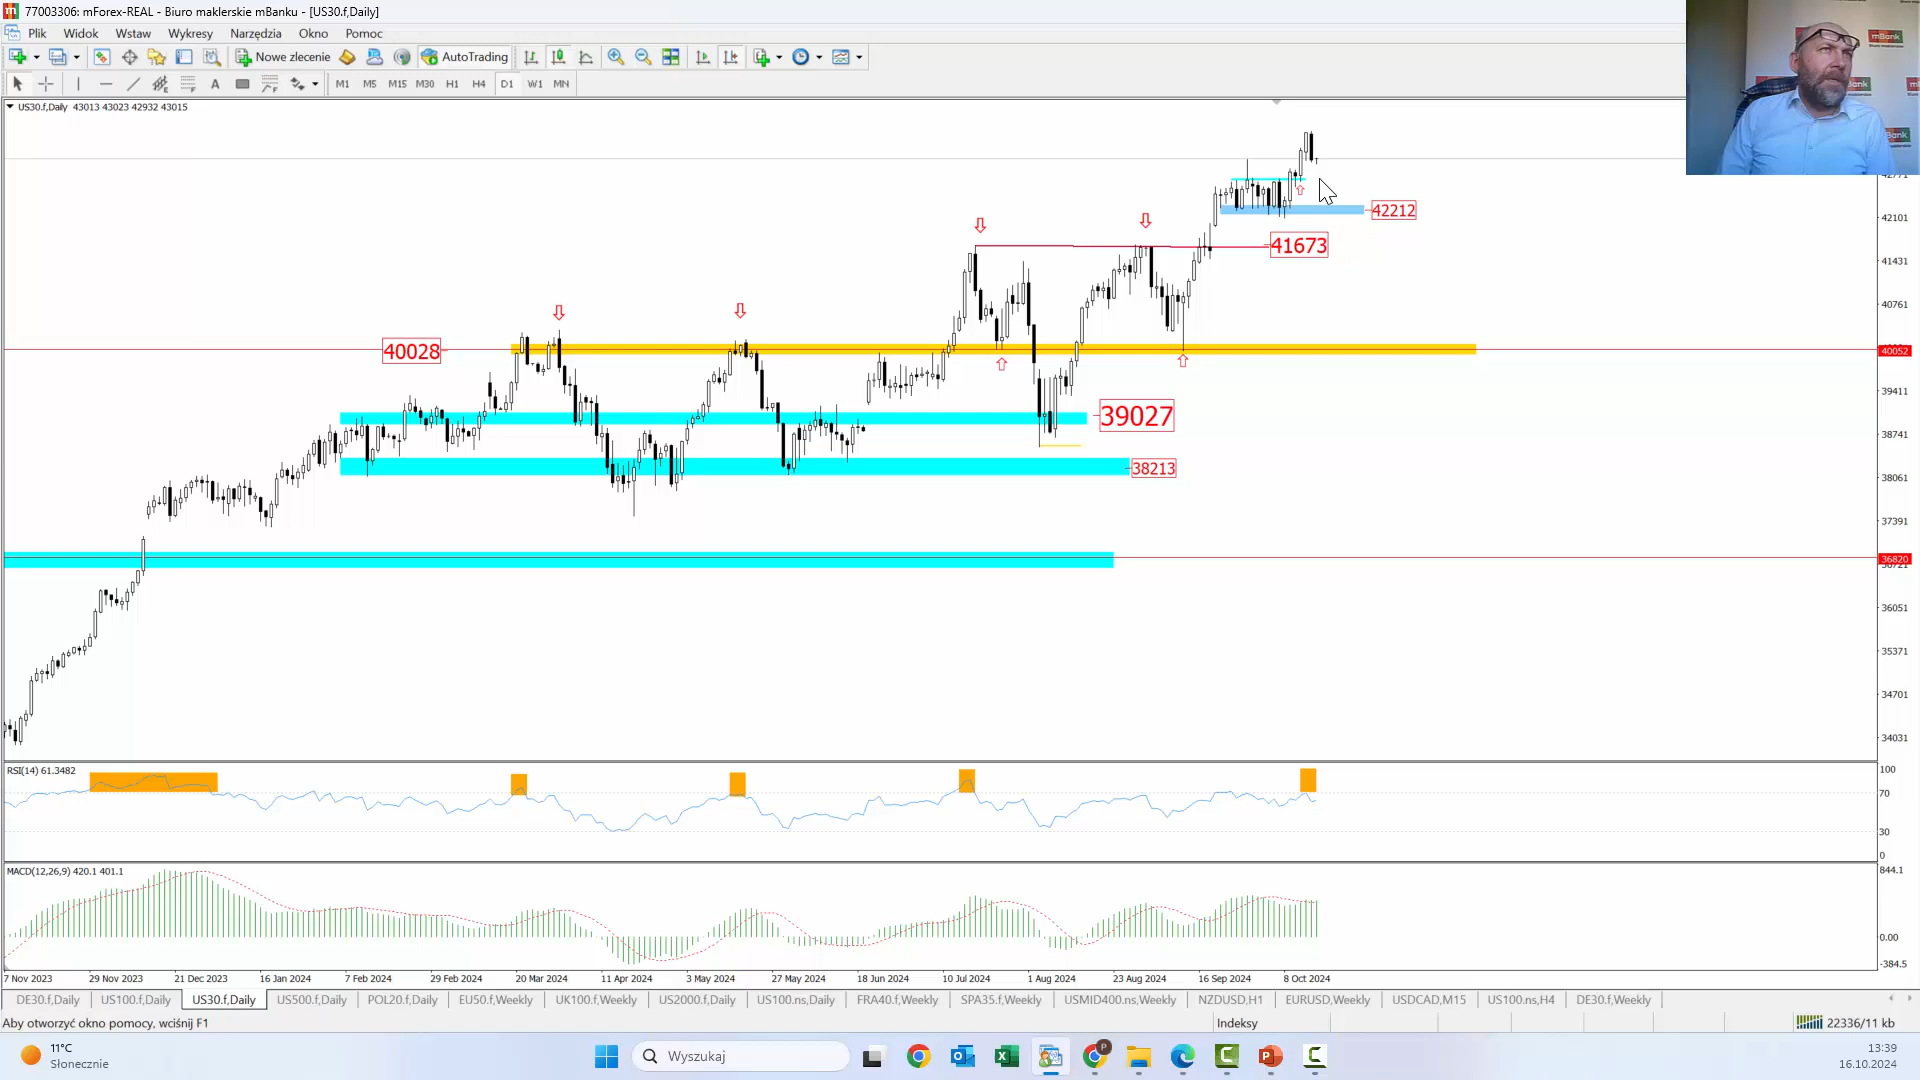 77003306: mForex-REAL - Biuro maklerskie mBanku - [US30.f,Daily]
Plik Widok Wstaw Wykresy Narzędzia Okno Pomoc
Nowe zlecenie AutoTrading
A M1 M5 M15 M30 H1 H4 D1 W1 MN
US30.f,Daily 43013 43023 42932 43015
mBank
42771
42212
42101
41673
41431
40761
40028
40052
39411
39027
38741
38213
38061
37391
36820
36051
35371
34701
34031
RSI(14) 61.3482
100
70
30
0
MACD(12,26,9) 420.1 401.1
844.1
0.00
-384.5
7 Nov 2023 29 Nov 2023 21 Dec 2023 16 Jan 2024 7 Feb 2024 29 Feb 2024 20 Mar 2024 11 Apr 2024 3 May 2024 27 May 2024 18 Jun 2024 10 Jul 2024 1 Aug 2024 23 Aug 2024 16 Sep 2024 8 Oct 2024
DE30.f,Daily US100.f,Daily US30.f,Daily US500.f,Daily POL20.f,Daily EU50.f,Weekly UK100.f,Weekly US2000.f,Daily US100.ns,Daily FRA40.f,Weekly SPA35.f,Weekly USMID400.ns,Weekly NZDUSD,H1 EURUSD,Weekly USDCAD,M15 US100.ns,H4 DE30.f,Weekly
Aby otworzyć okno pomocy, wciśnij F1 Indeksy 22336/11 kb
11°C
Słonecznie
Wyszukaj
13:39
16.10.2024